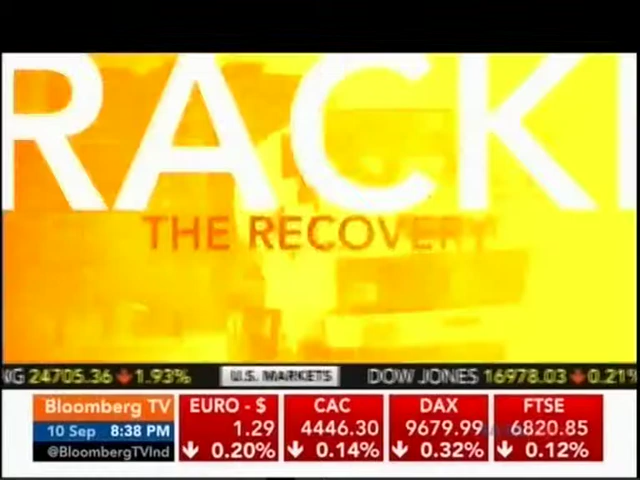 RACKI
THE RECOVERY
NG 24705.36 1.93% U.S. MARKETS DOW JONES 16978.03 0.21%
Bloomberg TV EURO - $ CAC DAX FTSE
10 Sep 8:38 PM 1.29 4446.30 9679.99 6820.85
@BloombergTVInd 0.20% 0.14% 0.32% 0.12%